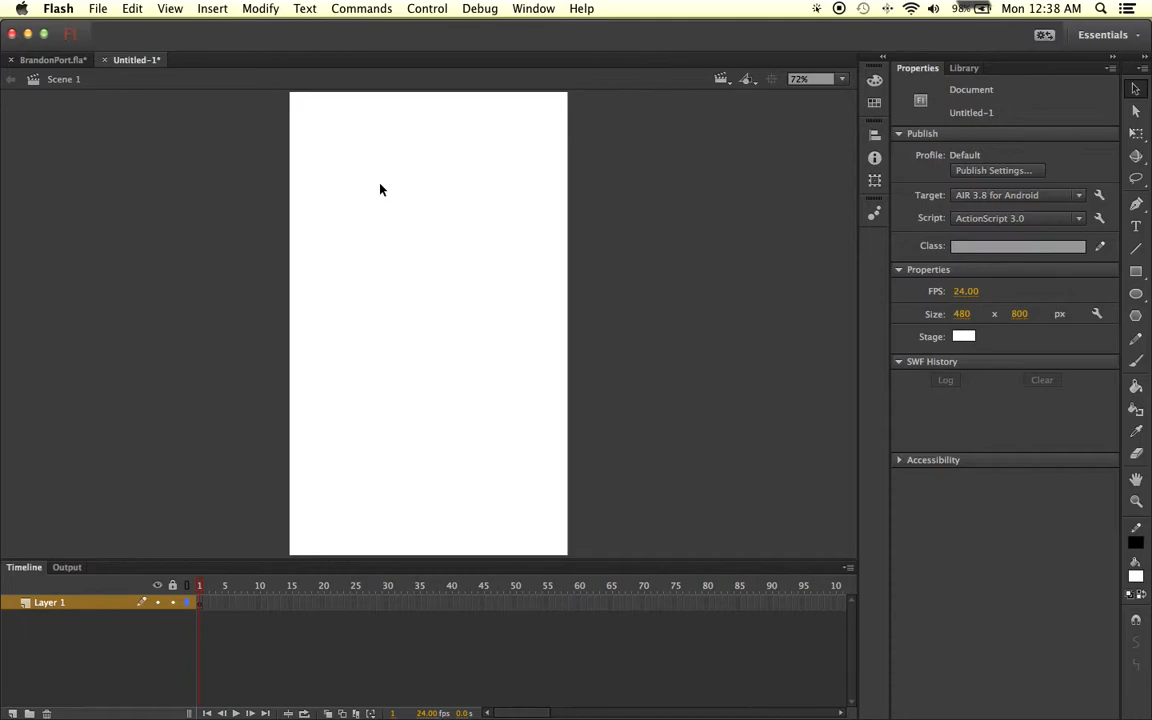 Flash File Edit View Insert Modify Text Commands Control Debug Window Help 98% Mon 12:38 AM
Fl Essentials
× BrandonPort.fla* × Untitled-1*
Scene 1 72%
Properties Library
Document
Fl
Untitled-1
Publish
Profile: Default
Publish Settings...
Target: AIR 3.8 for Android
Script: ActionScript 3.0
Class:
Properties
FPS: 24.00
Size: 480 x 800 px
Stage:
SWF History
Log Clear
Accessibility
Timeline Output
1 5 10 15 20 25 30 35 40 45 50 55 60 65 70 75 80 85 90 95 10
Layer 1
1 24.00 fps 0.0 s
T